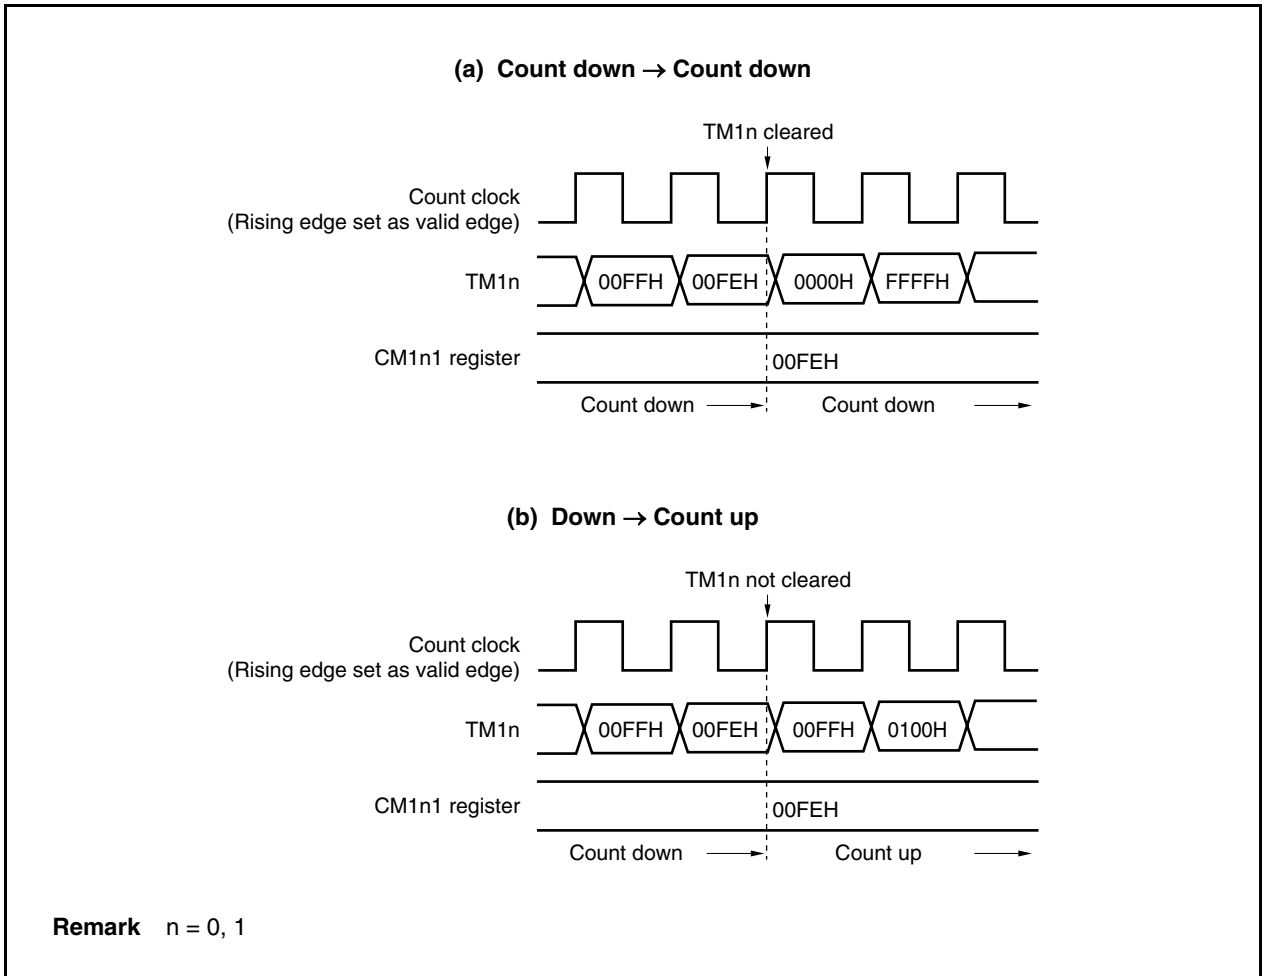 (a) Count down → Count down
TM1n cleared
Count clock
(Rising edge set as valid edge)
TM1n
00FFH 00FEH 0000H FFFFH
CM1n1 register
00FEH
Count down Count down
(b) Down → Count up
TM1n not cleared
Count clock
(Rising edge set as valid edge)
TM1n
00FFH 00FEH 00FFH 0100H
CM1n1 register
00FEH
Count down Count up
Remark n = 0, 1